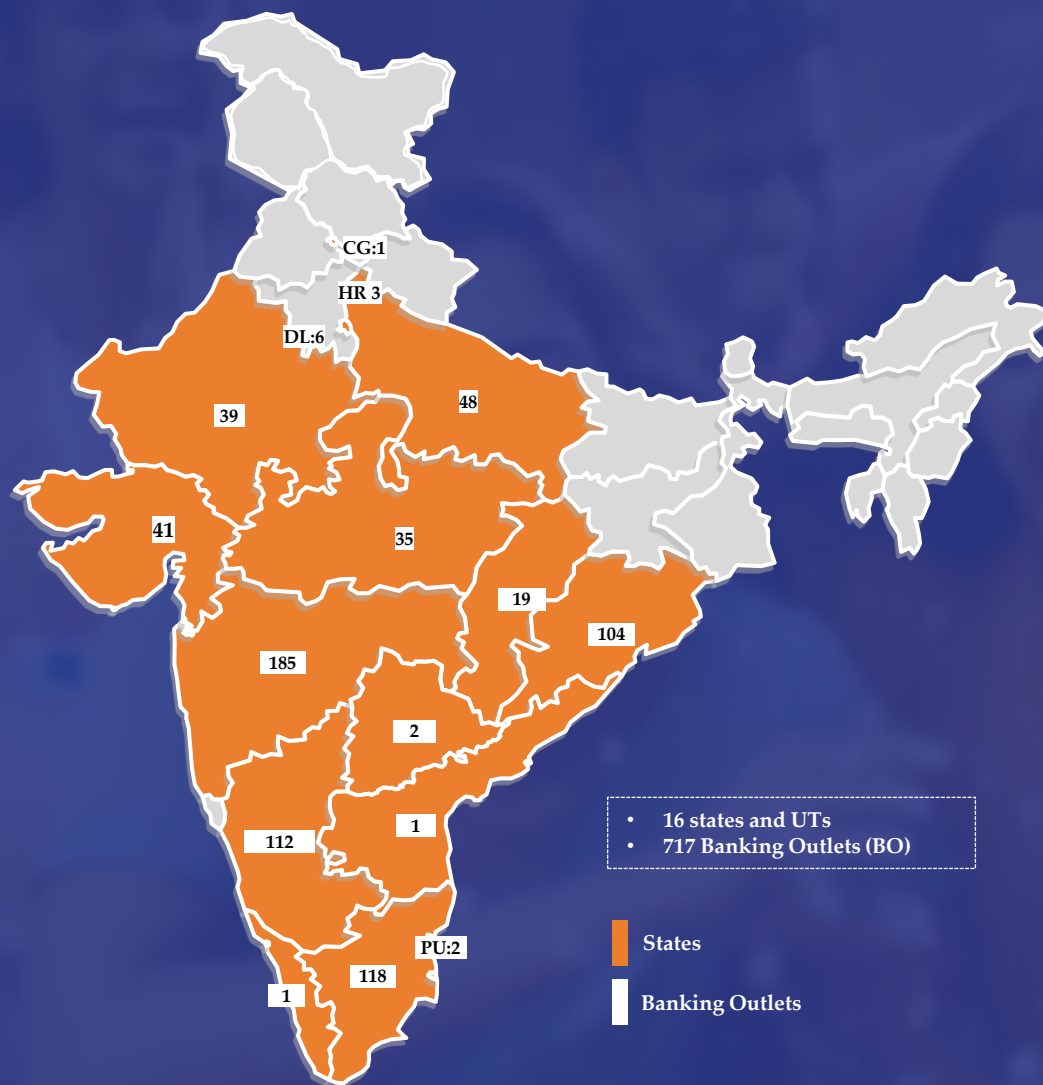 CG:1
HR 3
DL:6
48
39
41
35
19
104
185
2
1
112
PU:2
118
1
• 16 states and UTs
• 717 Banking Outlets (BO)
States
Banking Outlets